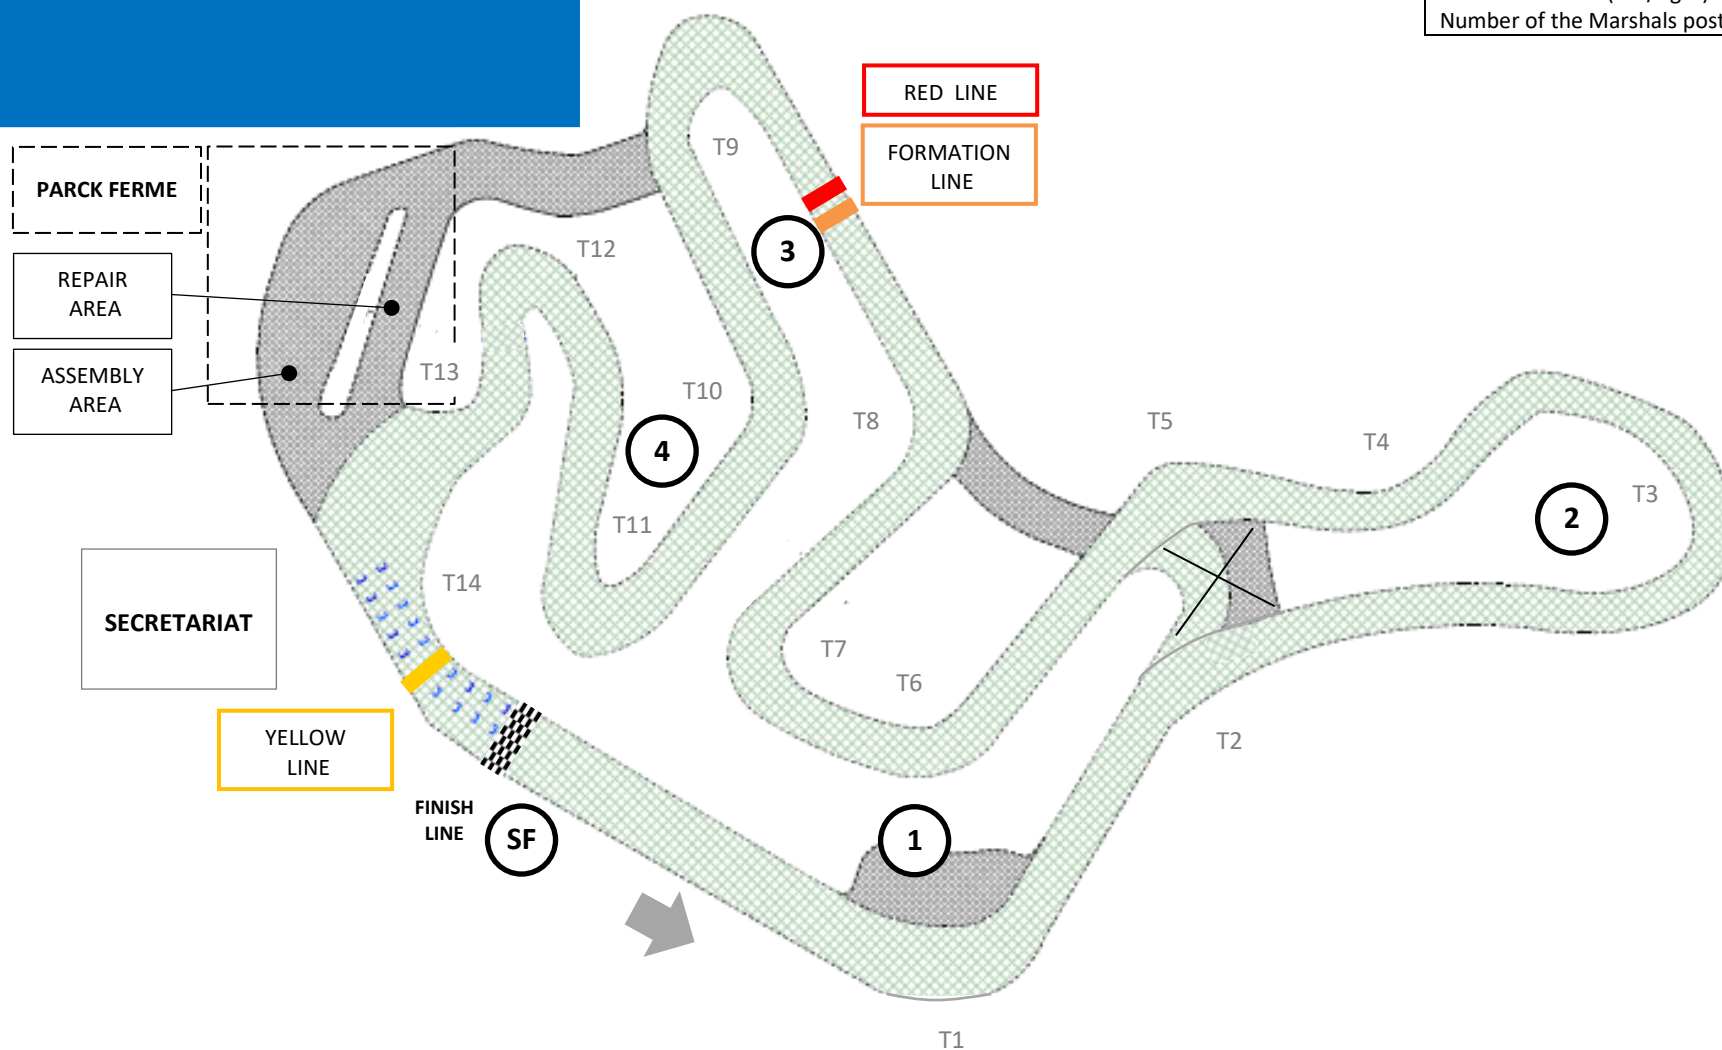 Number of the Marshals post
RED LINE
FORMATION
LINE
PARCK FERME
REPAIR
AREA
ASSEMBLY
AREA
SECRETARIAT
YELLOW
LINE
FINISH
LINE
SF
1
2
3
4
T1
T2
T3
T4
T5
T6
T7
T8
T9
T10
T11
T12
T13
T14